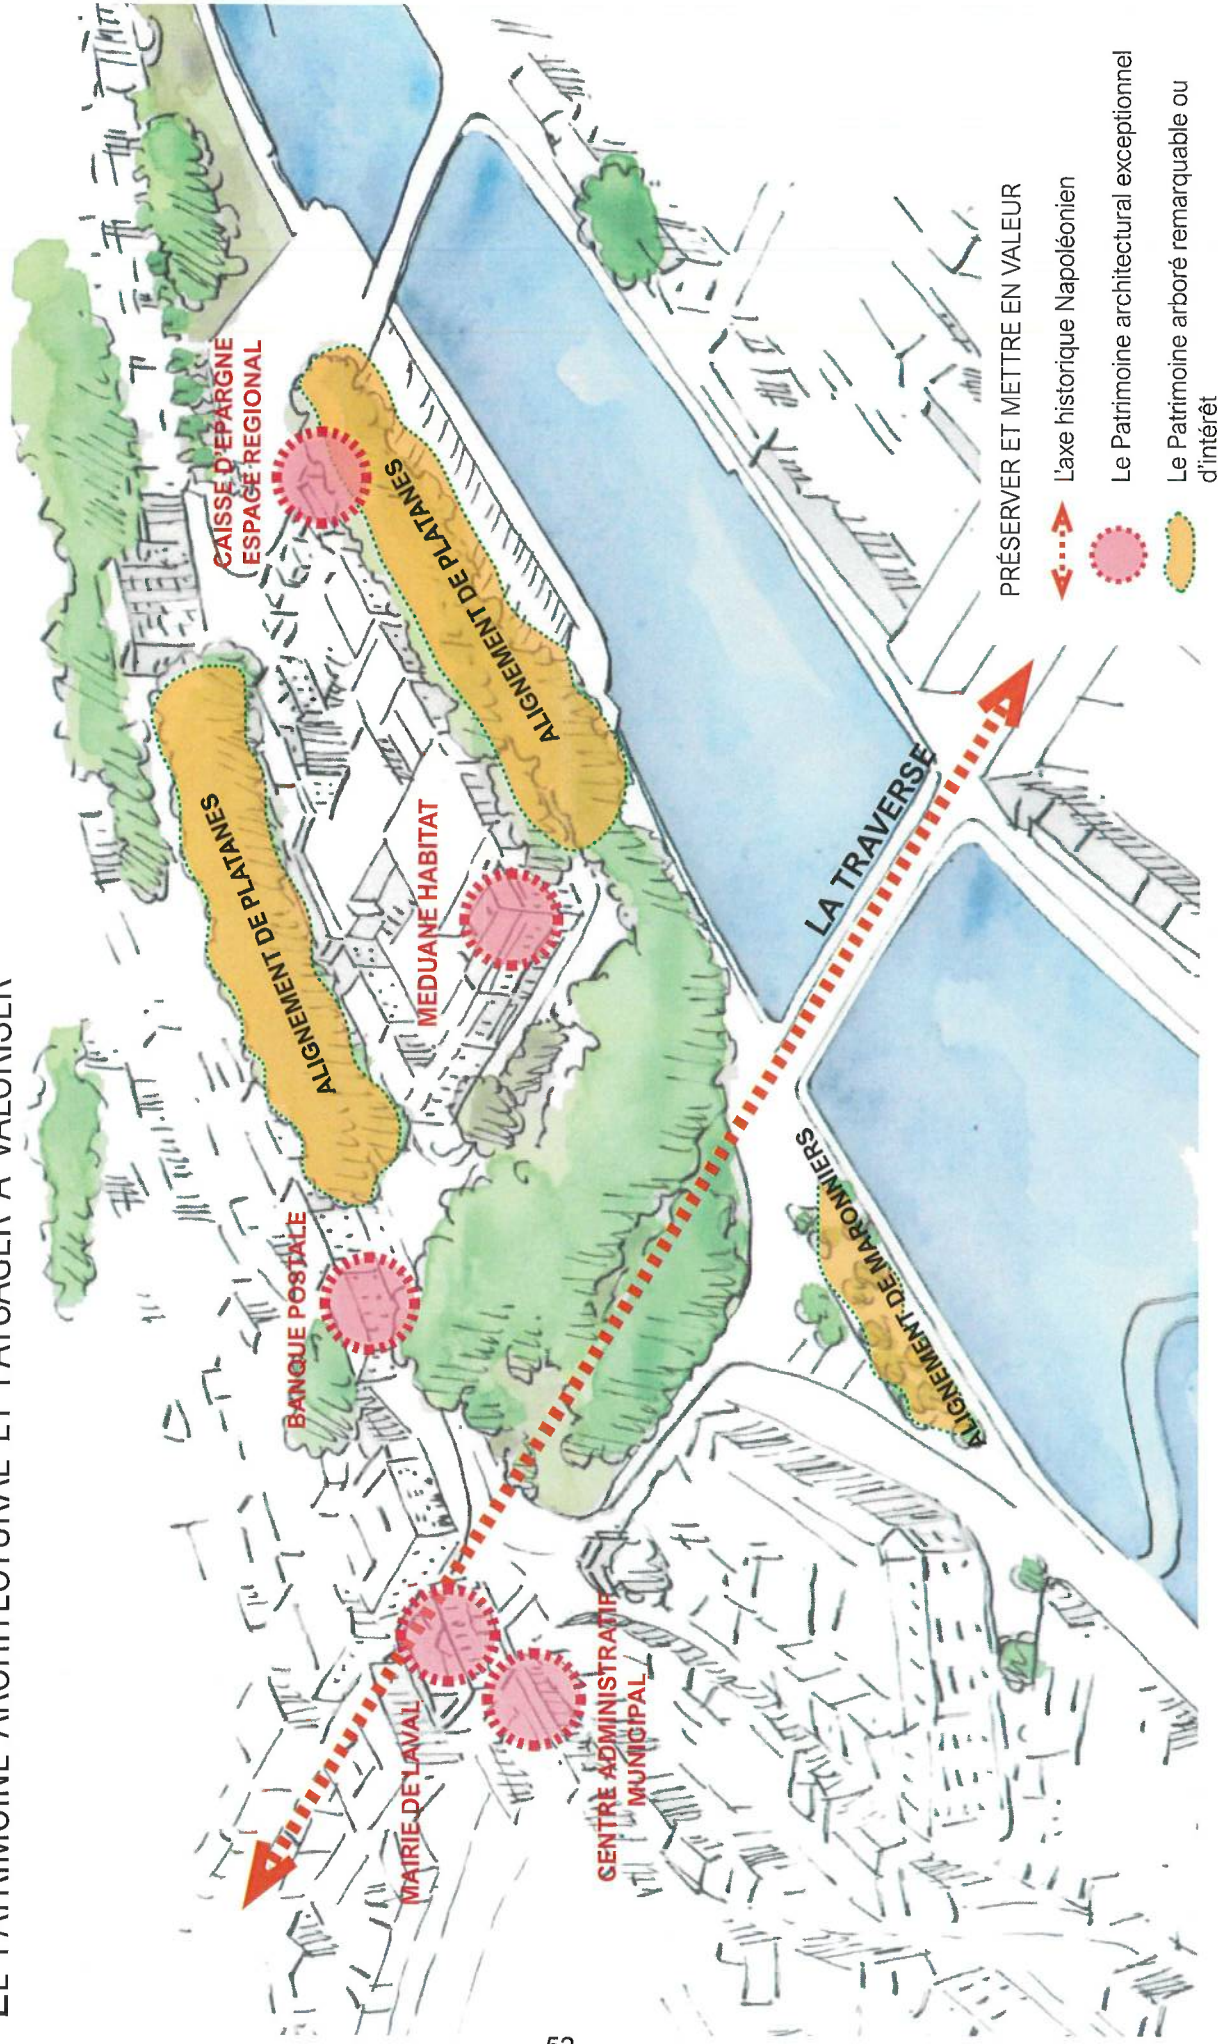 LE PATRIMOINE ARCHITECTURAL ET PAYSAGER À VALORISER
CAISSE D'EPARGNE
ESPACE REGIONAL
ALIGNEMENT DE PLATANES
BANQUE POSTALE
ALIGNEMENT DE PLATANES
MAIRIE DE LAVAL
MEDUANE HABITAT
CENTRE ADMINISTRATIF
MUNICIPAL
LA TRAVERSE
ALIGNEMENT DE MARONNIERS
PRÉSERVER ET METTRE EN VALEUR
L'axe historique Napoléonien
Le Patrimoine architectural exceptionnel
Le Patrimoine arboré remarquable ou
d'intérêt